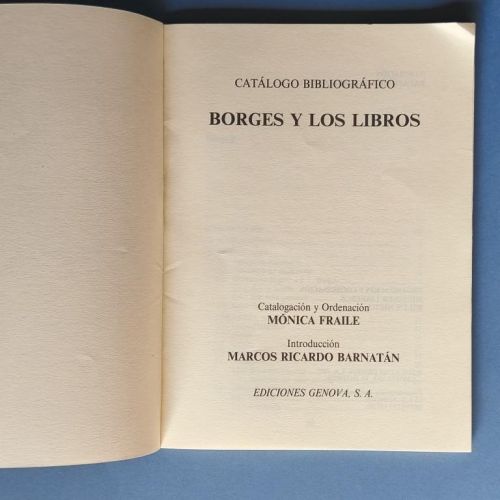 CATÁLOGO BIBLIOGRÁFICO
BORGES Y LOS LIBROS
Catalogación y Ordenación
MÓNICA FRAILE
Introducción
MARCOS RICARDO BARNATÁN
EDICIONES GENOVA, S. A.